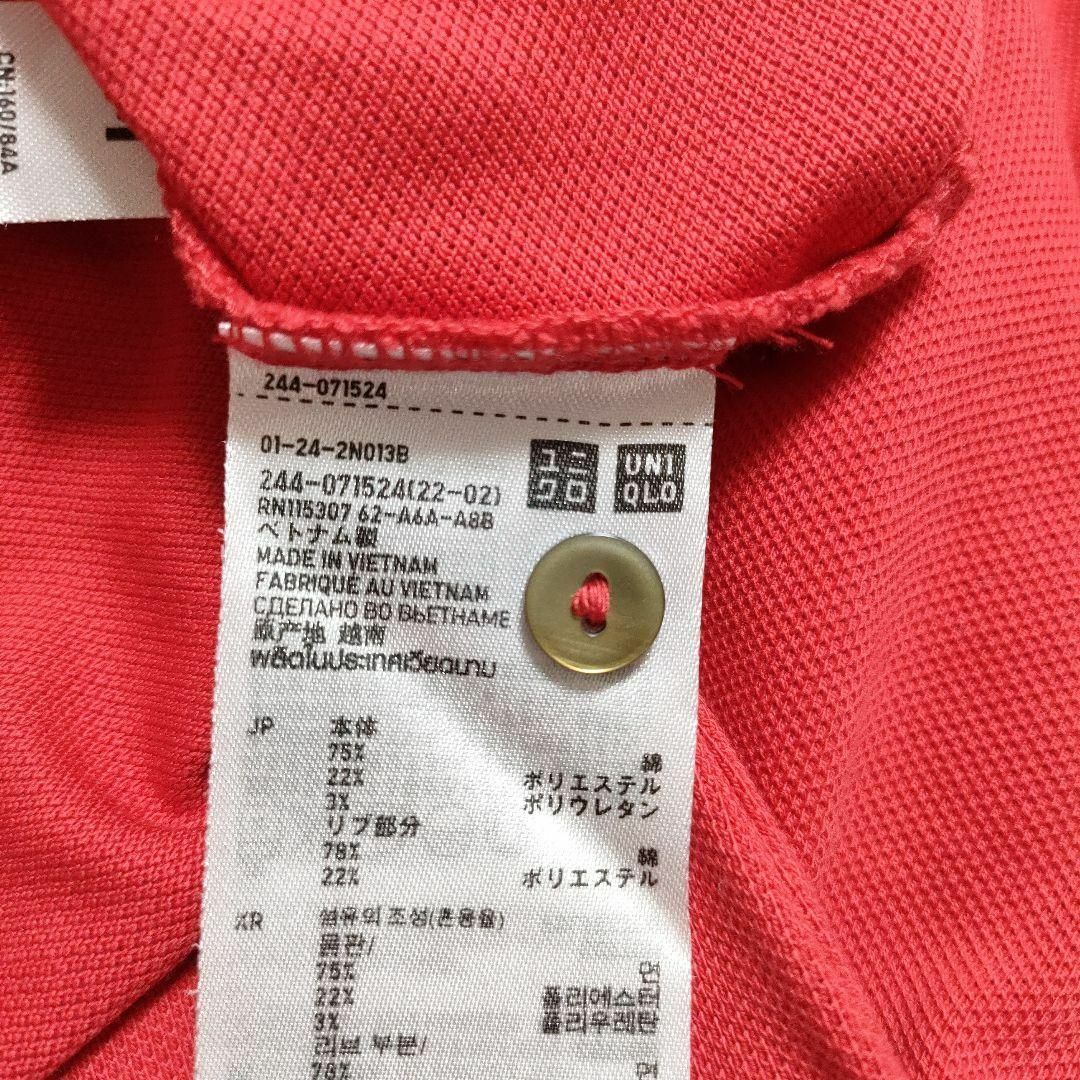 CN:160/84A
244-071524
01-24-2N013B
ユニクロ
UNIQLO
244-071524(22-02)
RN115307 62-A6A-A8B
ベトナム製
MADE IN VIETNAM
FABRIQUE AU VIETNAM
СДЕЛАНО ВО ВЬЕТНАМЕ
原产地 越南
ผลิตในประเทศเวียดนาม
JP 本体
75% 綿
22% ポリエステル
3% ポリウレタン
リブ部分
78% 綿
22% ポリエステル
KR 섬유의 조성(혼용율)
몸판/
75% 면
22% 폴리에스터
3% 폴리우레탄
리브 부분/
78% 면